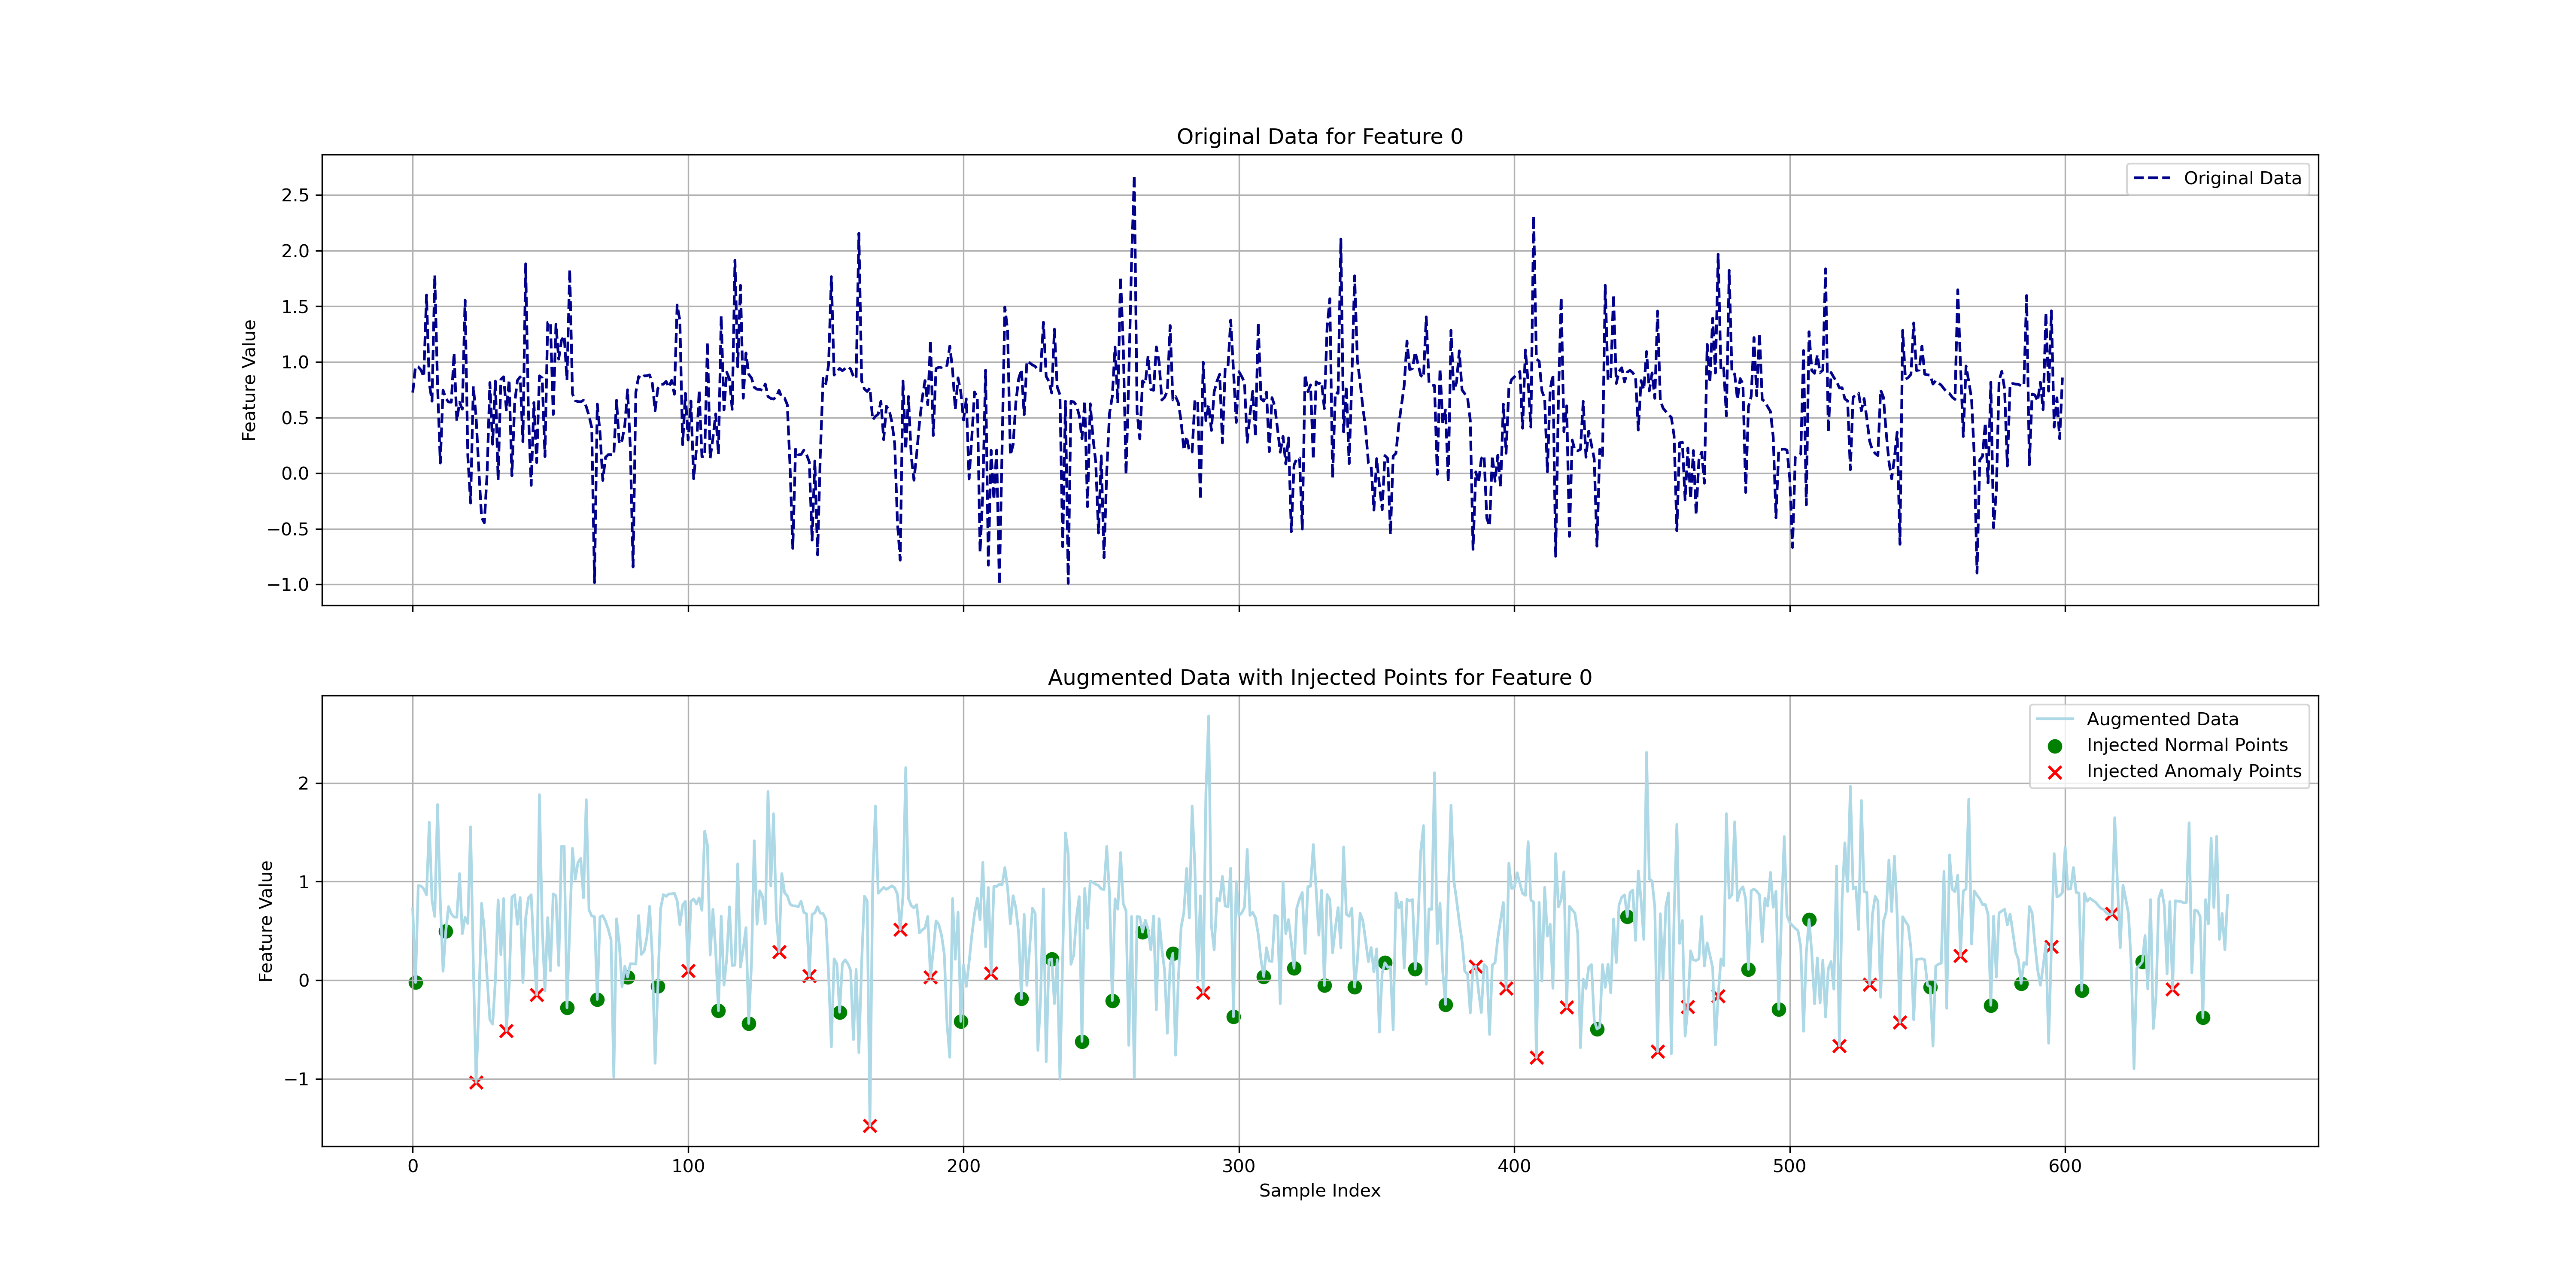 Original Data for Feature 0
Original Data
2.5
2.0
1.5
1.0
0.5
0.0
−0.5
−1.0
Feature Value
Augmented Data with Injected Points for Feature 0
Augmented Data
Injected Normal Points
Injected Anomaly Points
2
1
0
−1
Feature Value
0 100 200 300 400 500 600
Sample Index